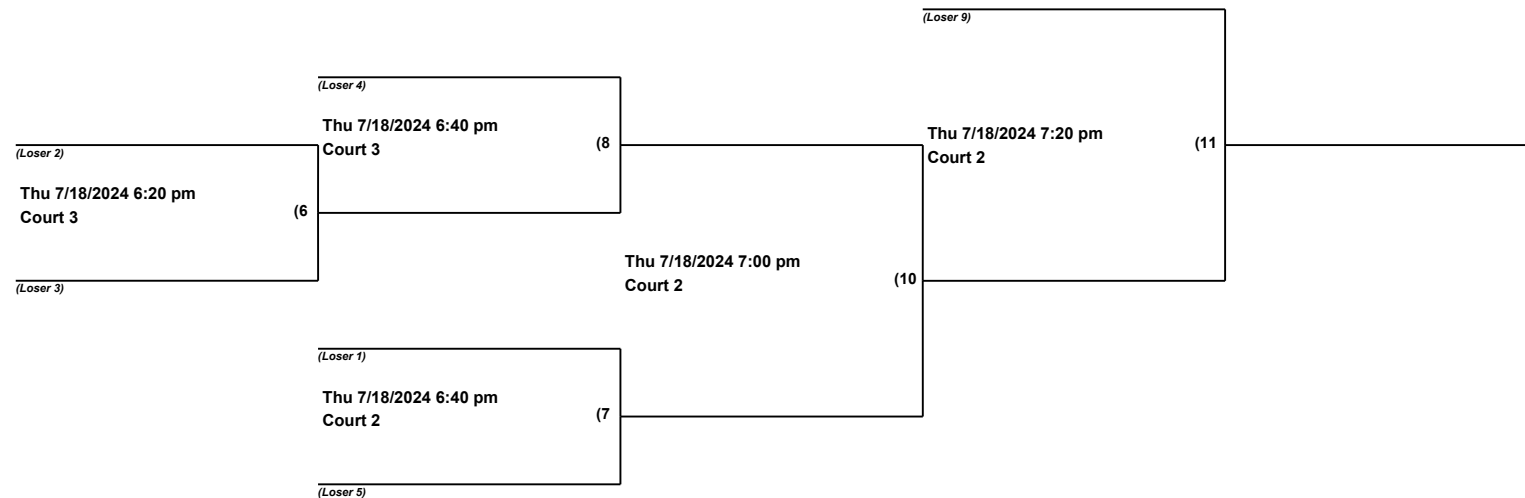 (Loser 9)
(Loser 4)
Thu 7/18/2024 6:40 pm
Court 3
(8
Thu 7/18/2024 7:20 pm
Court 2
(11
(Loser 2)
Thu 7/18/2024 6:20 pm
Court 3
(6
(Loser 3)
Thu 7/18/2024 7:00 pm
Court 2
(10
(Loser 1)
Thu 7/18/2024 6:40 pm
Court 2
(7
(Loser 5)